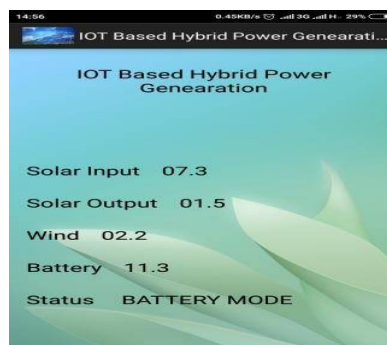 14:56 0.45KB/s 3G H 29%
IOT Based Hybrid Power Genearati...
IOT Based Hybrid Power
Genearation
Solar Input 07.3
Solar Output 01.5
Wind 02.2
Battery 11.3
Status BATTERY MODE